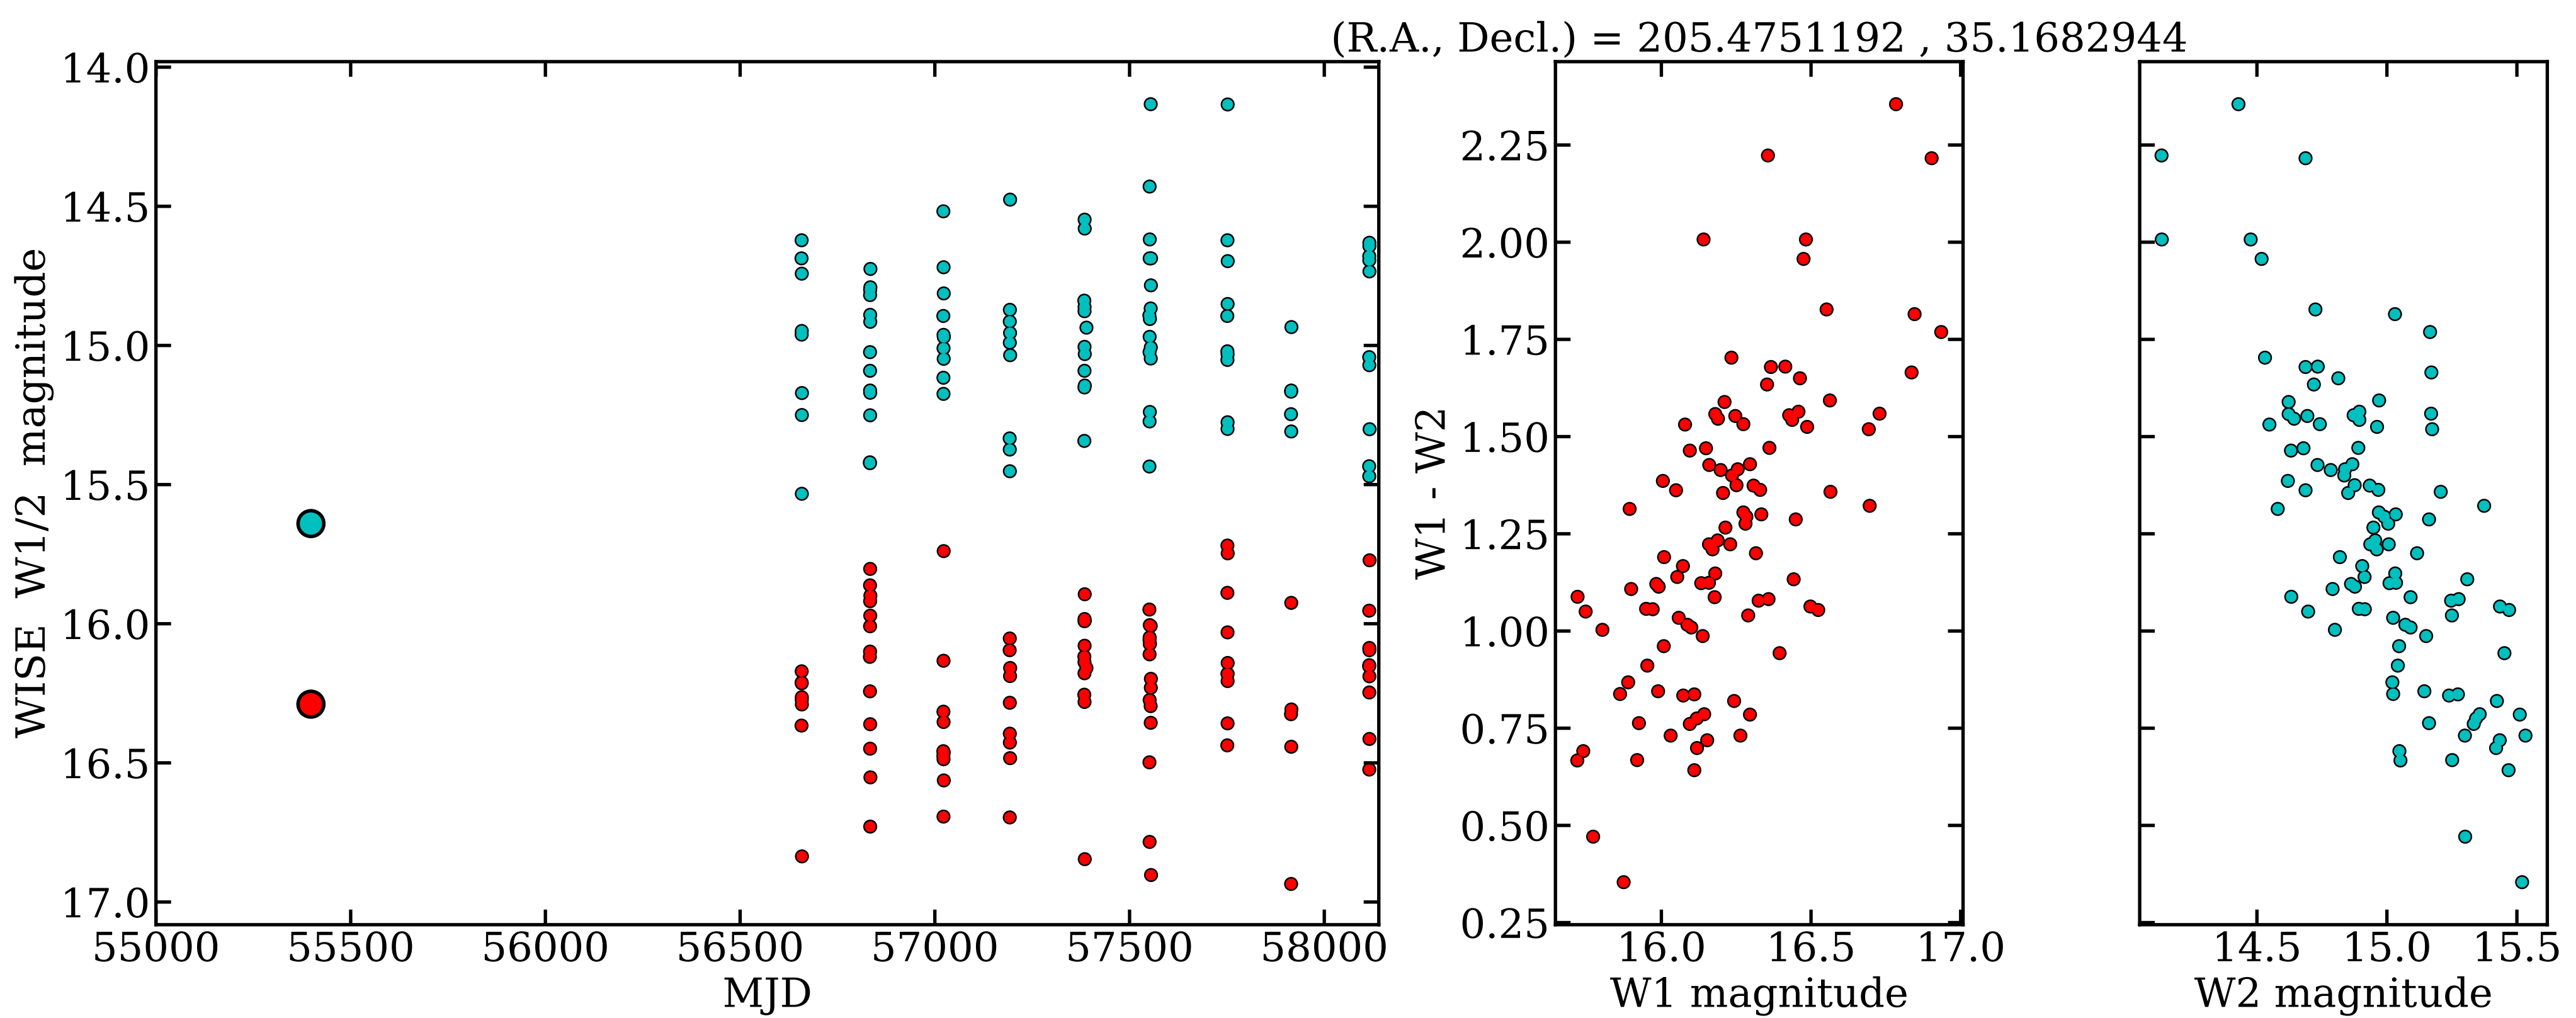 (R.A., Decl.) = 205.4751192 , 35.1682944
WISE W1/2 magnitude
14.0
14.5
15.0
15.5
16.0
16.5
17.0
55000 55500 56000 56500 57000 57500 58000
MJD
W1 - W2
2.25
2.00
1.75
1.50
1.25
1.00
0.75
0.50
0.25
16.0 16.5 17.0
W1 magnitude
14.5 15.0 15.5
W2 magnitude